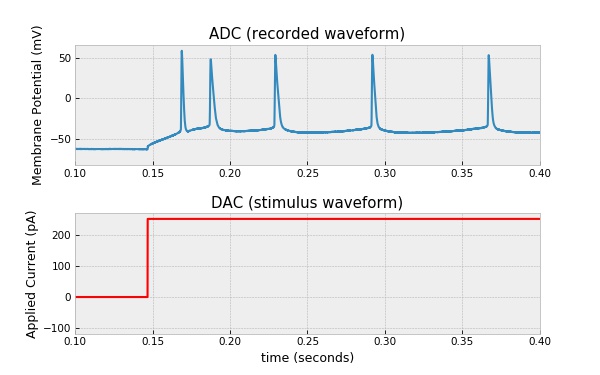 ADC (recorded waveform)
Membrane Potential (mV)
50
0
−50
0.10 0.15 0.20 0.25 0.30 0.35 0.40
DAC (stimulus waveform)
Applied Current (pA)
200
100
0
−100
0.10 0.15 0.20 0.25 0.30 0.35 0.40
time (seconds)